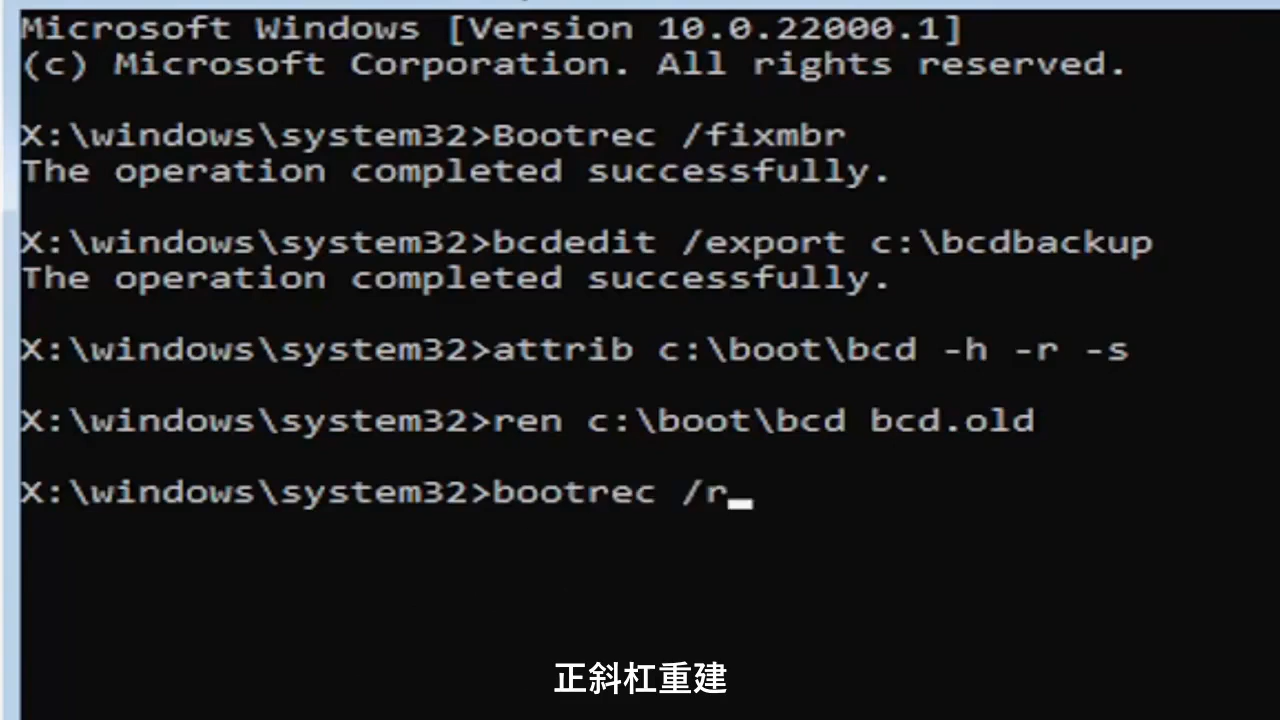 Microsoft Windows [Version 10.0.22000.1]
(c) Microsoft Corporation. All rights reserved.
X:\windows\system32>Bootrec /fixmbr
The operation completed successfully.
X:\windows\system32>bcdedit /export c:\bcdbackup
The operation completed successfully.
X:\windows\system32>attrib c:\boot\bcd -h -r -s
X:\windows\system32>ren c:\boot\bcd bcd.old
X:\windows\system32>bootrec /r
正斜杠重建